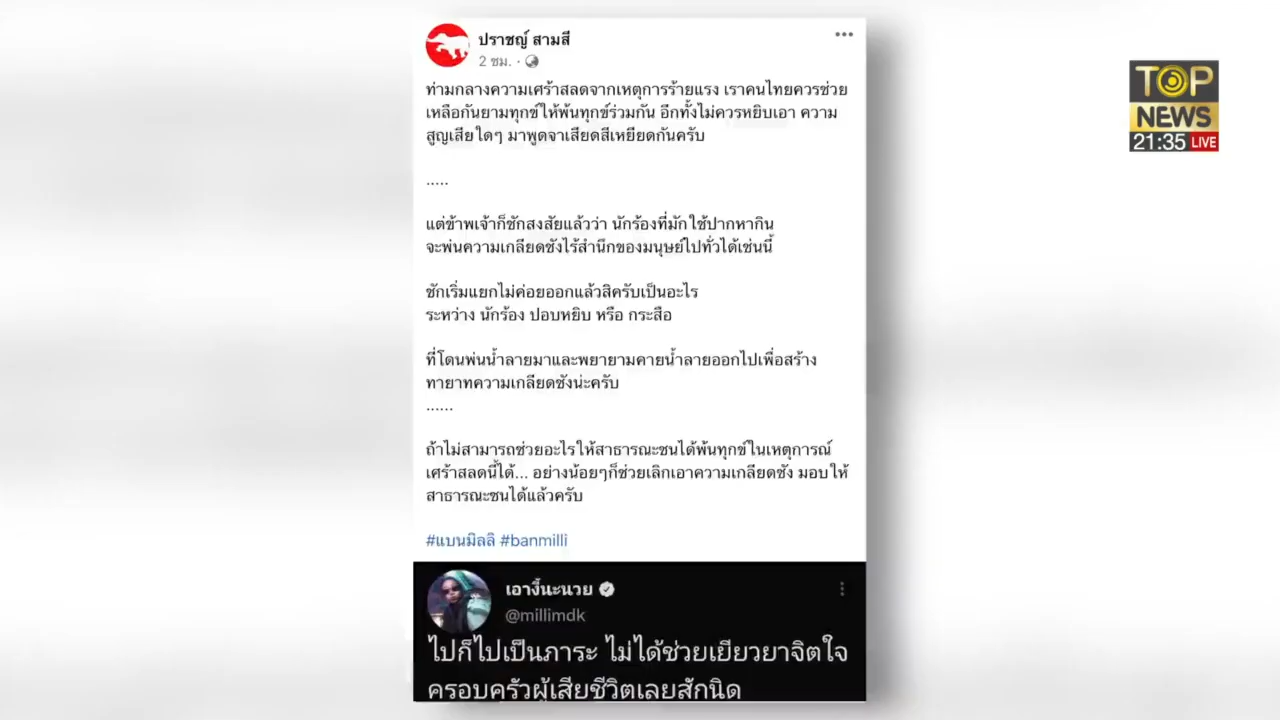 ปราชญ์ สามสี
2 ชม. ·
ท่ามกลางความเศร้าสลดจากเหตุการร้ายแรง เราคนไทยควรช่วย
เหลือกันยามทุกข์ให้พ้นทุกข์ร่วมกัน อีกทั้งไม่ควรหยิบเอา ความ
สูญเสียใดๆ มาพูดจาเสียดสีเหยียดกันครับ
.....
แต่ข้าพเจ้าก็ชักสงสัยแล้วว่า นักร้องที่มักใช้ปากหากิน
จะพ่นความเกลียดชังไร้สำนึกของมนุษย์ไปทั่วได้เช่นนี้
ชักเริ่มแยกไม่ค่อยออกแล้วสิครับเป็นอะไร
ระหว่าง นักร้อง ปอบหยิบ หรือ กระสือ
ที่โดนพ่นน้ำลายมาและพยายามคายน้ำลายออกไปเพื่อสร้าง
ทายาทความเกลียดชังน่ะครับ
......
ถ้าไม่สามารถช่วยอะไรให้สาธารณะชนได้พ้นทุกข์ในเหตุการณ์
เศร้าสลดนี้ได้... อย่างน้อยๆก็ช่วยเลิกเอาความเกลียดชัง มอบให้
สาธารณะชนได้แล้วครับ
#แบนมิลลิ #banmilli
เอางี้นะนวย
@millimdk
ไปก็ไปเป็นภาระ ไม่ได้ช่วยเยียวยาจิตใจ
ครอบครัวผู้เสียชีวิตเลยสักนิด
TOP
NEWS
21:35 LIVE